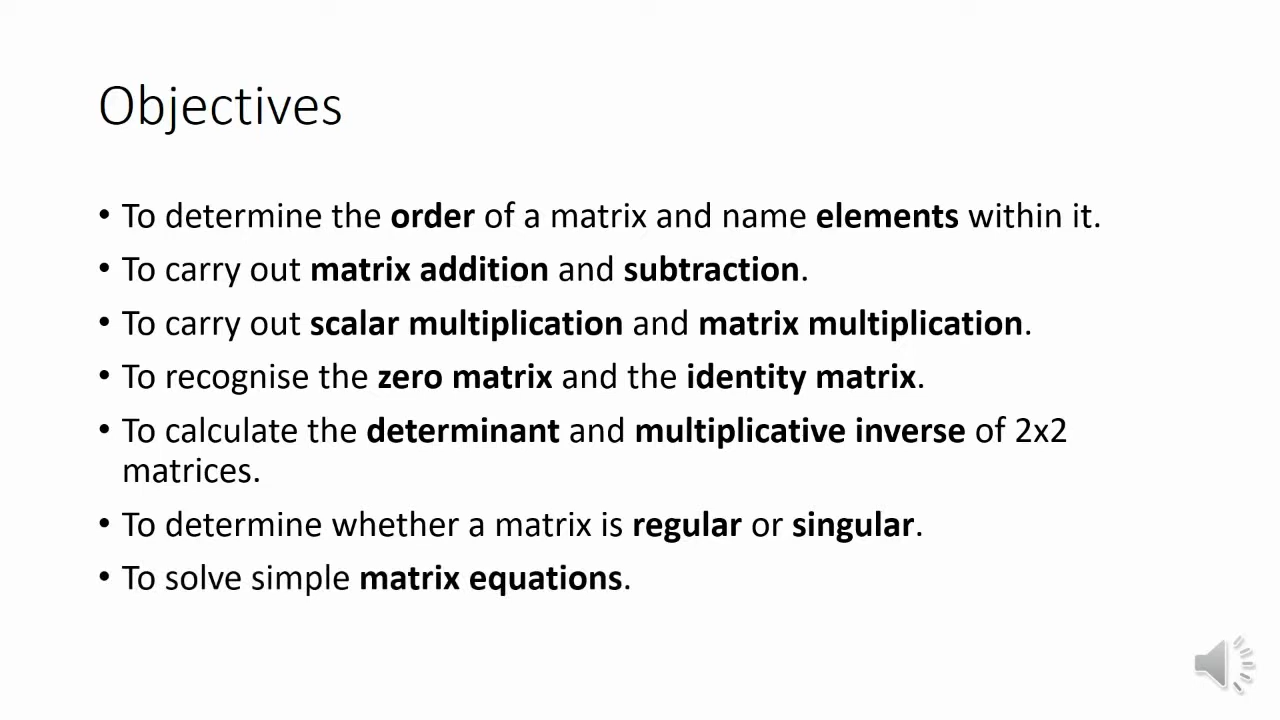 Objectives
• To determine the order of a matrix and name elements within it.
• To carry out matrix addition and subtraction.
• To carry out scalar multiplication and matrix multiplication.
• To recognise the zero matrix and the identity matrix.
• To calculate the determinant and multiplicative inverse of 2x2
matrices.
• To determine whether a matrix is regular or singular.
• To solve simple matrix equations.